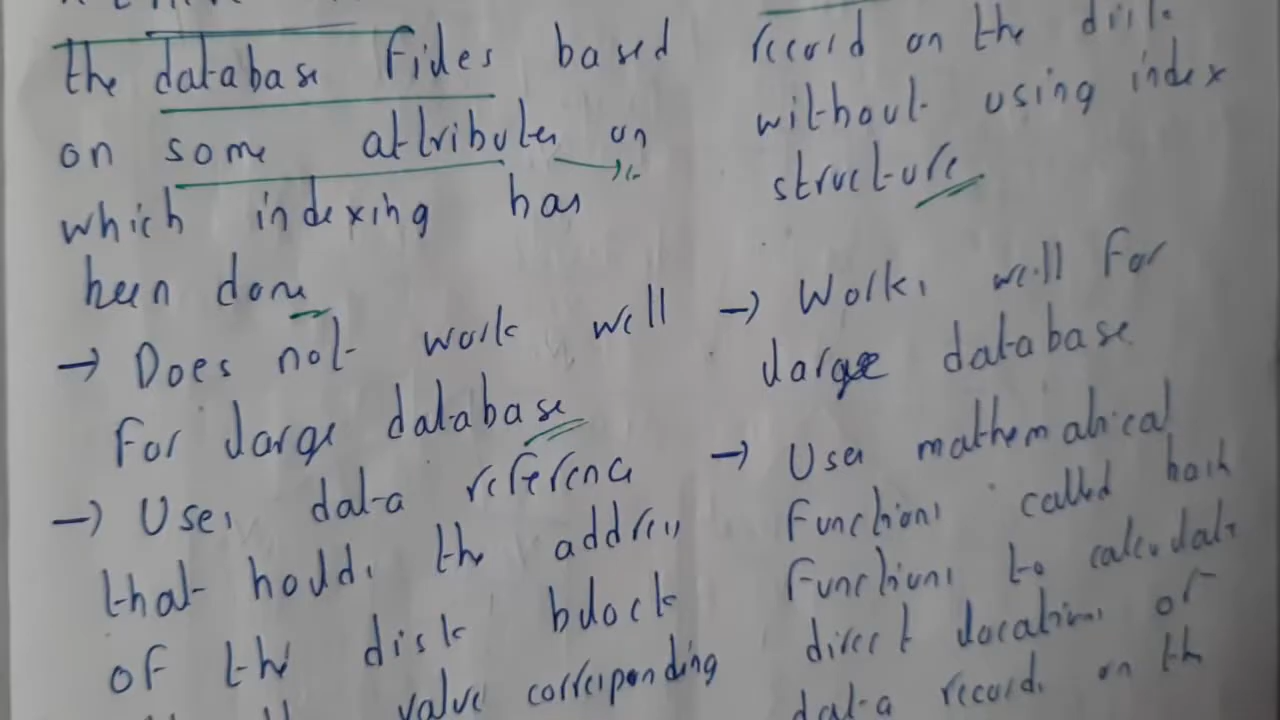 the database files based
on some attributes on
which indexing has
been done
→ Does not work well
for large database
→ Uses data reference
that holds the address
of the disk block
value corresponding
record on the disk
without using index
structure
→ Works well for
large database
→ Uses mathematical
functions called hash
functions to calculate
direct locations of
data records on the